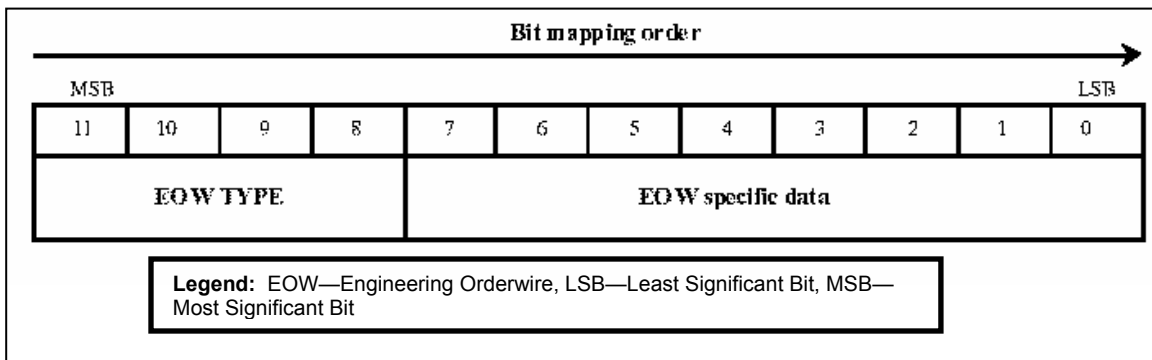 Bit mapping order
MSB LSB
11 10 9 8 7 6 5 4 3 2 1 0
EOW TYPE EOW specific data
Legend: EOW—Engineering Orderwire, LSB—Least Significant Bit, MSB—
Most Significant Bit